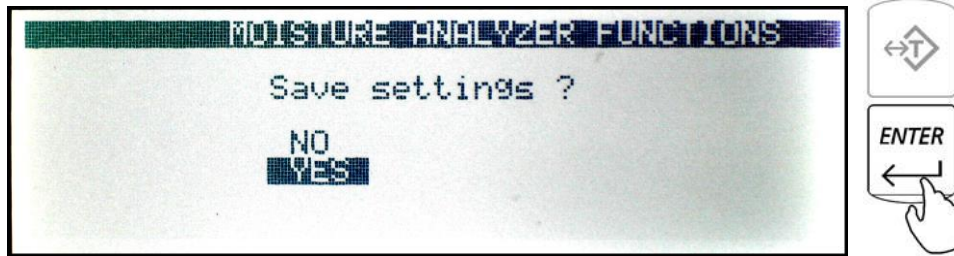 MOISTURE ANALYZER FUNCTIONS
Save settings ?
NO
YES
T
ENTER